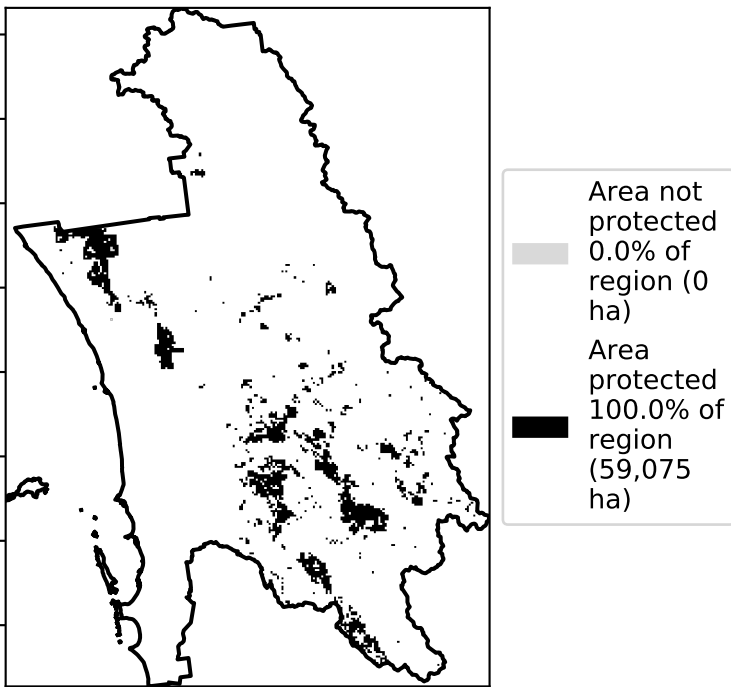 Area not
protected
0.0% of
region (0
ha)
Area
protected
100.0% of
region
(59,075
ha)